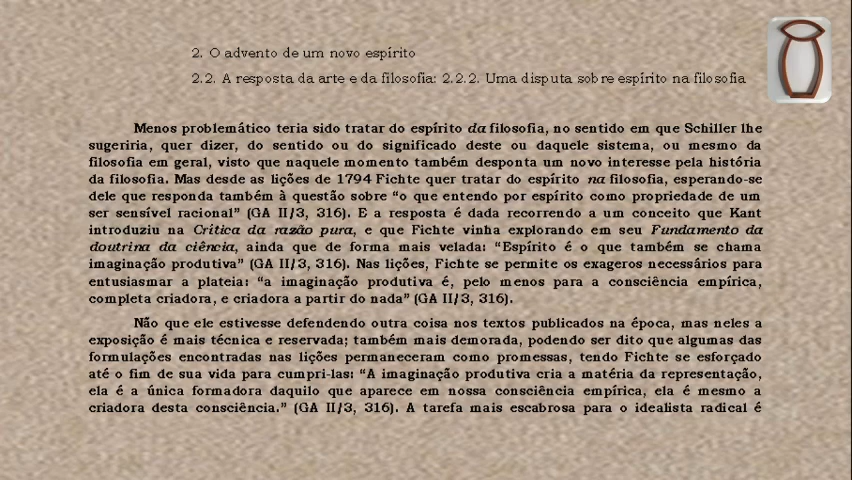 2. O advento de um novo espírito
2.2. A resposta da arte e da filosofia: 2.2.2. Uma disputa sobre espírito na filosofia
Menos problemático teria sido tratar do espírito da filosofia, no sentido em que Schiller lhe
sugeriria, quer dizer, do sentido ou do significado deste ou daquele sistema, ou mesmo da
filosofia em geral, visto que naquele momento também desponta um novo interesse pela história
da filosofia. Mas desde as lições de 1794 Fichte quer tratar do espírito na filosofia, esperando-se
dele que responda também à questão sobre “o que entendo por espírito como propriedade de um
ser sensível racional” (GA II/3, 316). E a resposta é dada recorrendo a um conceito que Kant
introduziu na Crítica da razão pura, e que Fichte vinha explorando em seu Fundamento da
doutrina da ciência, ainda que de forma mais velada: “Espírito é o que também se chama
imaginação produtiva” (GA II/3, 316). Nas lições, Fichte se permite os exageros necessários para
entusiasmar a plateia: “a imaginação produtiva é, pelo menos para a consciência empírica,
completa criadora, e criadora a partir do nada” (GA II/3, 316).
Não que ele estivesse defendendo outra coisa nos textos publicados na época, mas neles a
exposição é mais técnica e reservada; também mais demorada, podendo ser dito que algumas das
formulações encontradas nas lições permaneceram como promessas, tendo Fichte se esforçado
até o fim de sua vida para cumpri-las: “A imaginação produtiva cria a matéria da representação,
ela é a única formadora daquilo que aparece em nossa consciência empírica, ela é mesmo a
criadora desta consciência.” (GA II/3, 316). A tarefa mais escabrosa para o idealista radical é